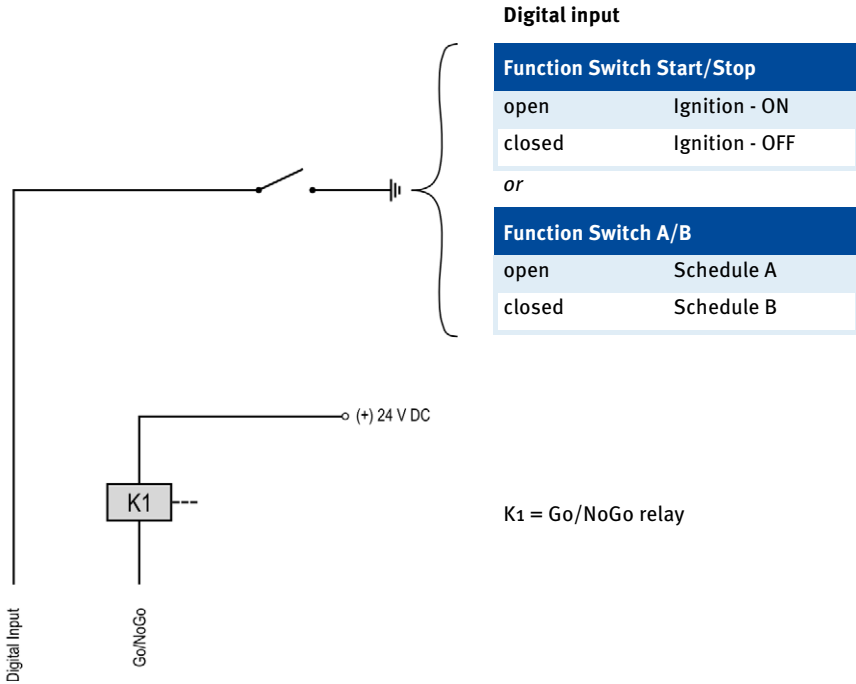 Digital input
Function Switch Start/Stop
open Ignition - ON
closed Ignition - OFF
or
Function Switch A/B
open Schedule A
closed Schedule B
(+) 24 V DC
K1
K1 = Go/NoGo relay
Digital Input
Go/NoGo